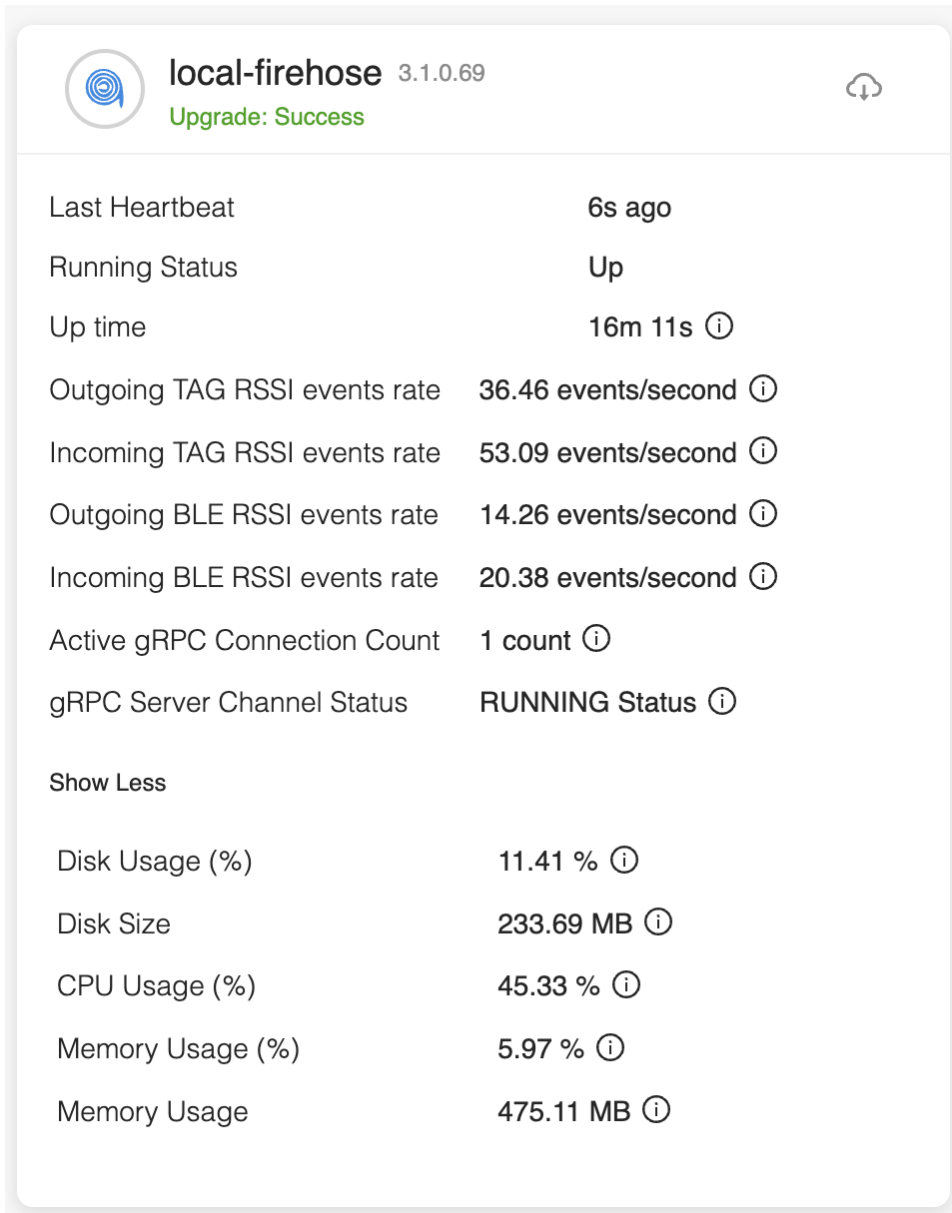 local-firehose 3.1.0.69
Upgrade: Success
Last Heartbeat 6s ago
Running Status Up
Up time 16m 11s
Outgoing TAG RSSI events rate 36.46 events/second
Incoming TAG RSSI events rate 53.09 events/second
Outgoing BLE RSSI events rate 14.26 events/second
Incoming BLE RSSI events rate 20.38 events/second
Active gRPC Connection Count 1 count
gRPC Server Channel Status RUNNING Status
Show Less
Disk Usage (%) 11.41 %
Disk Size 233.69 MB
CPU Usage (%) 45.33 %
Memory Usage (%) 5.97 %
Memory Usage 475.11 MB